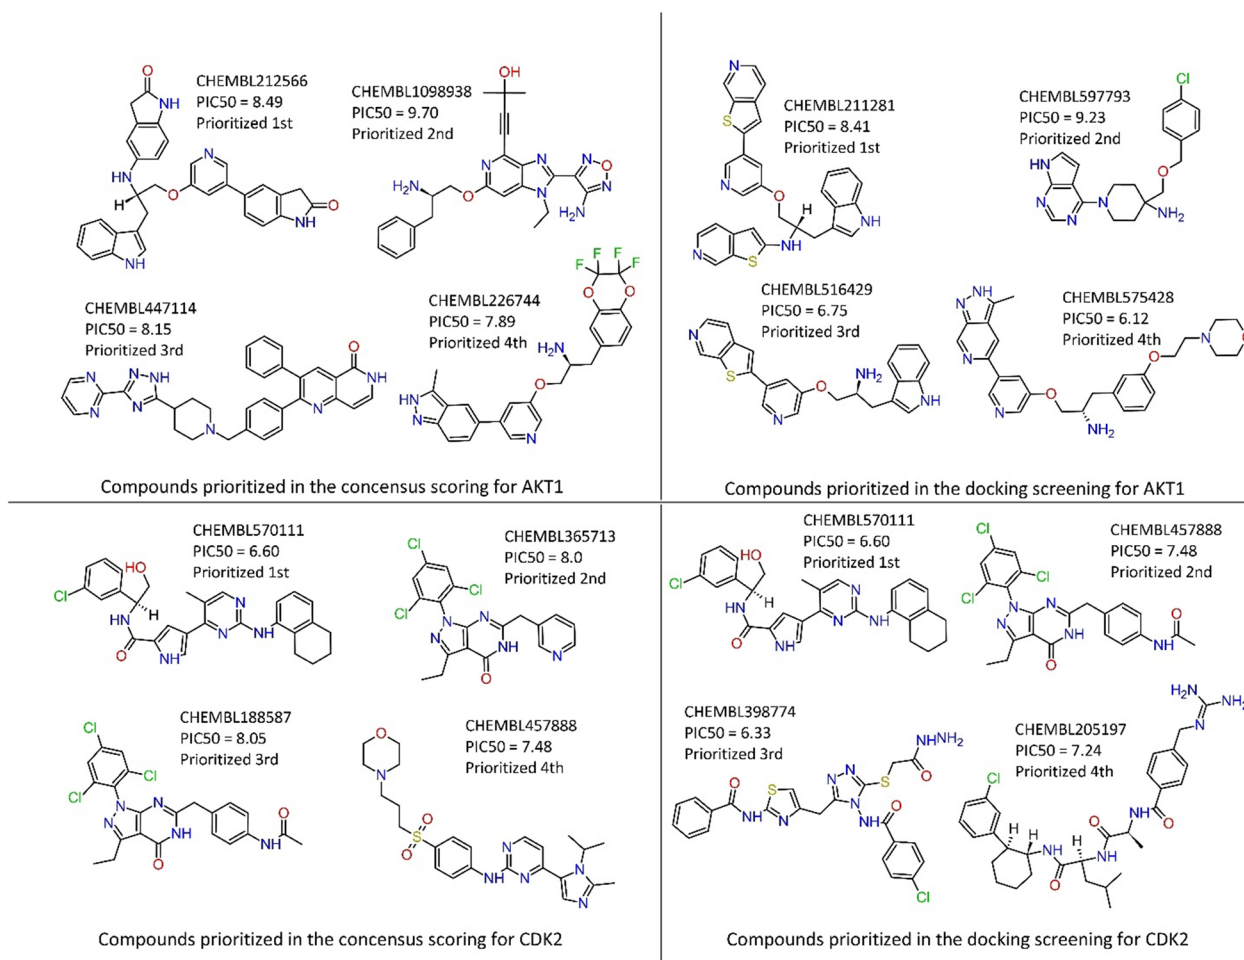 CHEMBL212566
PIC50 = 8.49
Prioritized 1st
CHEMBL1098938
PIC50 = 9.70
Prioritized 2nd
CHEMBL447114
PIC50 = 8.15
Prioritized 3rd
CHEMBL226744
PIC50 = 7.89
Prioritized 4th
Compounds prioritized in the concensus scoring for AKT1
CHEMBL211281
PIC50 = 8.41
Prioritized 1st
CHEMBL597793
PIC50 = 9.23
Prioritized 2nd
CHEMBL516429
PIC50 = 6.75
Prioritized 3rd
CHEMBL575428
PIC50 = 6.12
Prioritized 4th
Compounds prioritized in the docking screening for AKT1
CHEMBL570111
PIC50 = 6.60
Prioritized 1st
CHEMBL365713
PIC50 = 8.0
Prioritized 2nd
CHEMBL188587
PIC50 = 8.05
Prioritized 3rd
CHEMBL457888
PIC50 = 7.48
Prioritized 4th
Compounds prioritized in the concensus scoring for CDK2
CHEMBL570111
PIC50 = 6.60
Prioritized 1st
CHEMBL457888
PIC50 = 7.48
Prioritized 2nd
CHEMBL398774
PIC50 = 6.33
Prioritized 3rd
CHEMBL205197
PIC50 = 7.24
Prioritized 4th
Compounds prioritized in the docking screening for CDK2